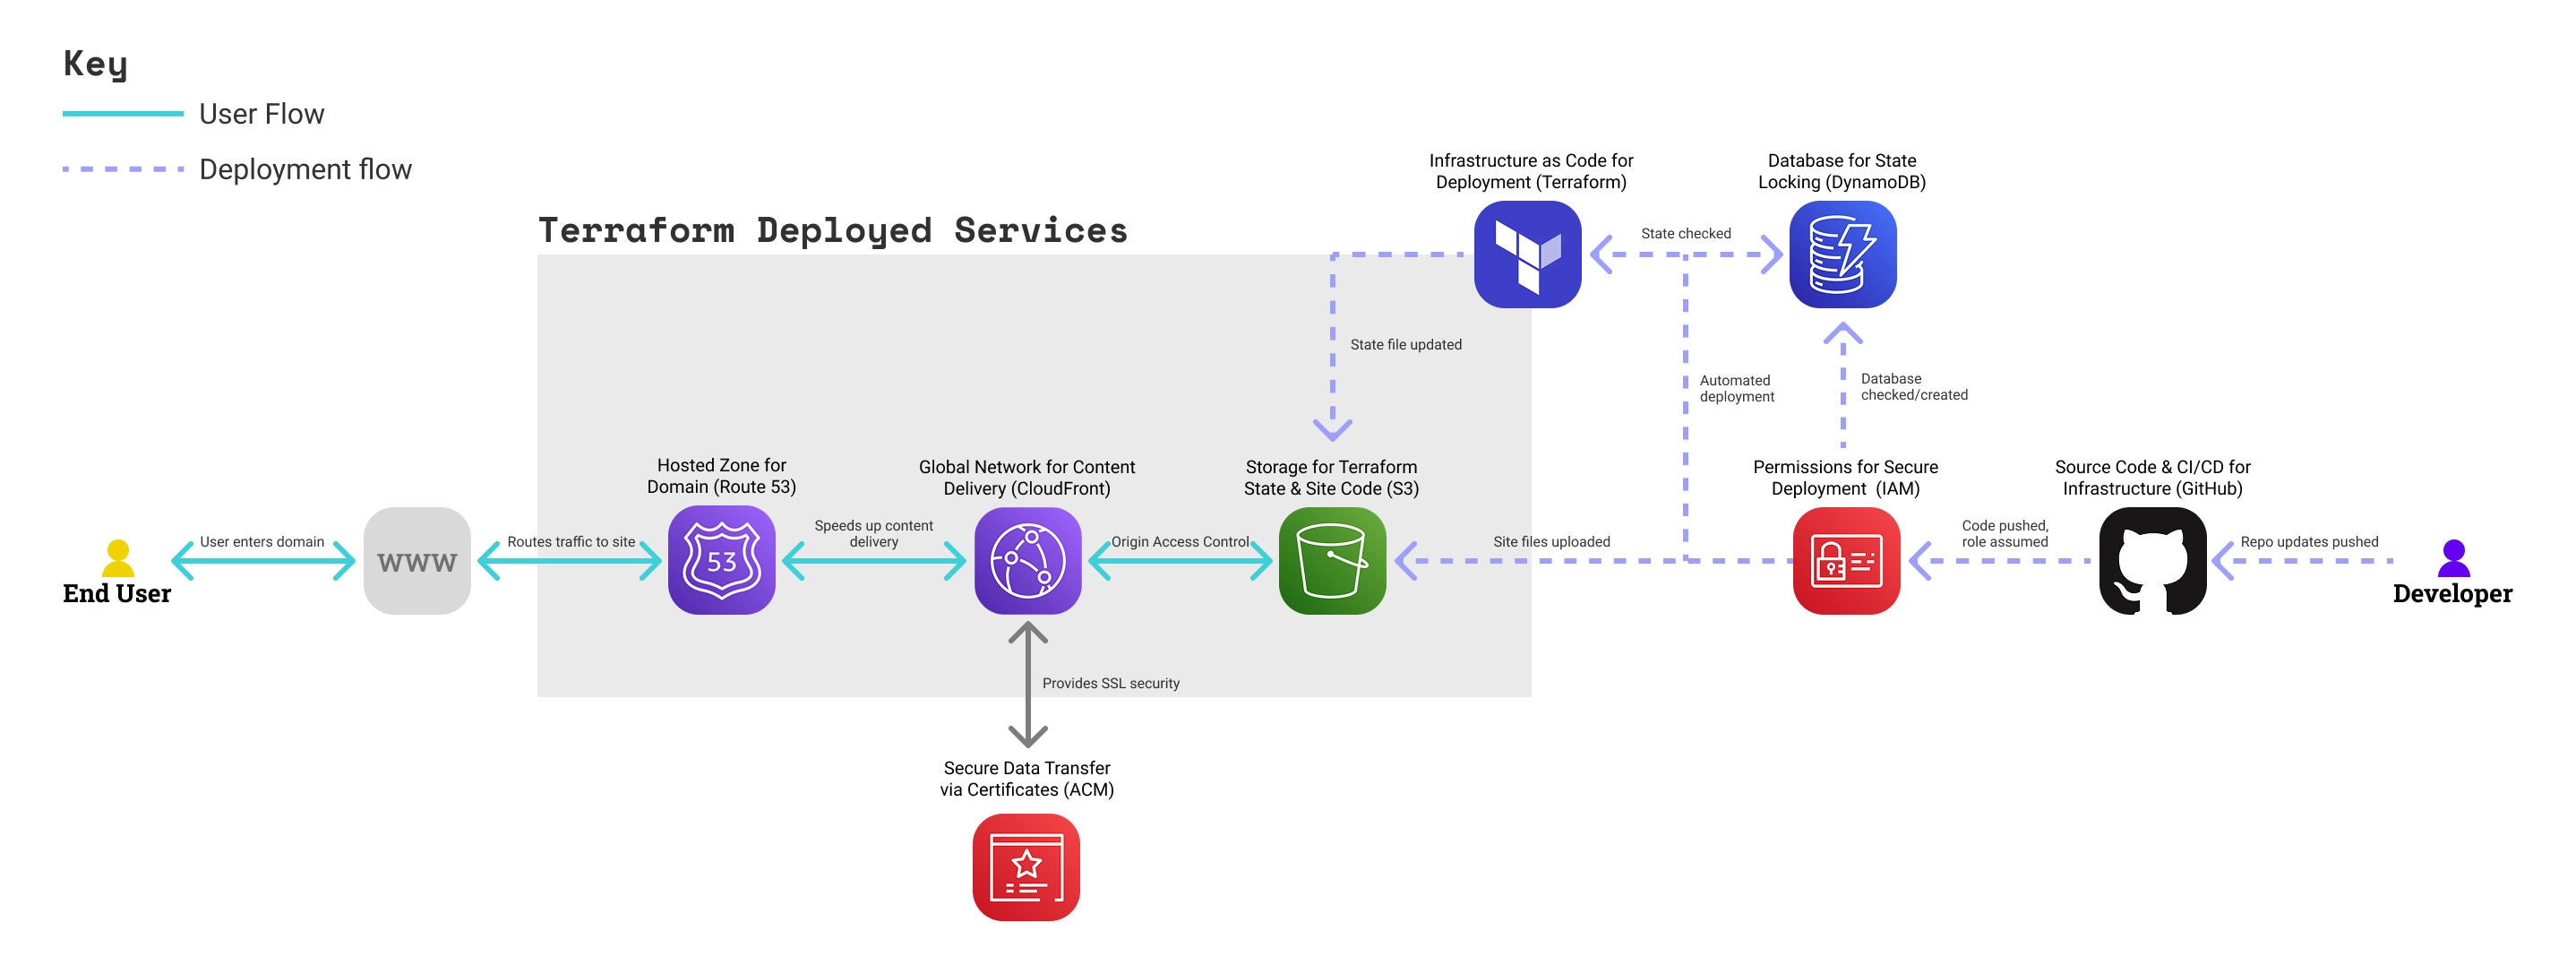 Key
User Flow
Deployment flow
Terraform Deployed Services
Infrastructure as Code for
Deployment (Terraform)
Database for State
Locking (DynamoDB)
State checked
State file updated
Automated
deployment
Database
checked/created
Hosted Zone for
Domain (Route 53)
Global Network for Content
Delivery (CloudFront)
Storage for Terraform
State & Site Code (S3)
Permissions for Secure
Deployment (IAM)
Source Code & CI/CD for
Infrastructure (GitHub)
End User
User enters domain
www
Routes traffic to site
53
Speeds up content
delivery
Origin Access Control
Site files uploaded
Code pushed,
role assumed
Repo updates pushed
Developer
Provides SSL security
Secure Data Transfer
via Certificates (ACM)